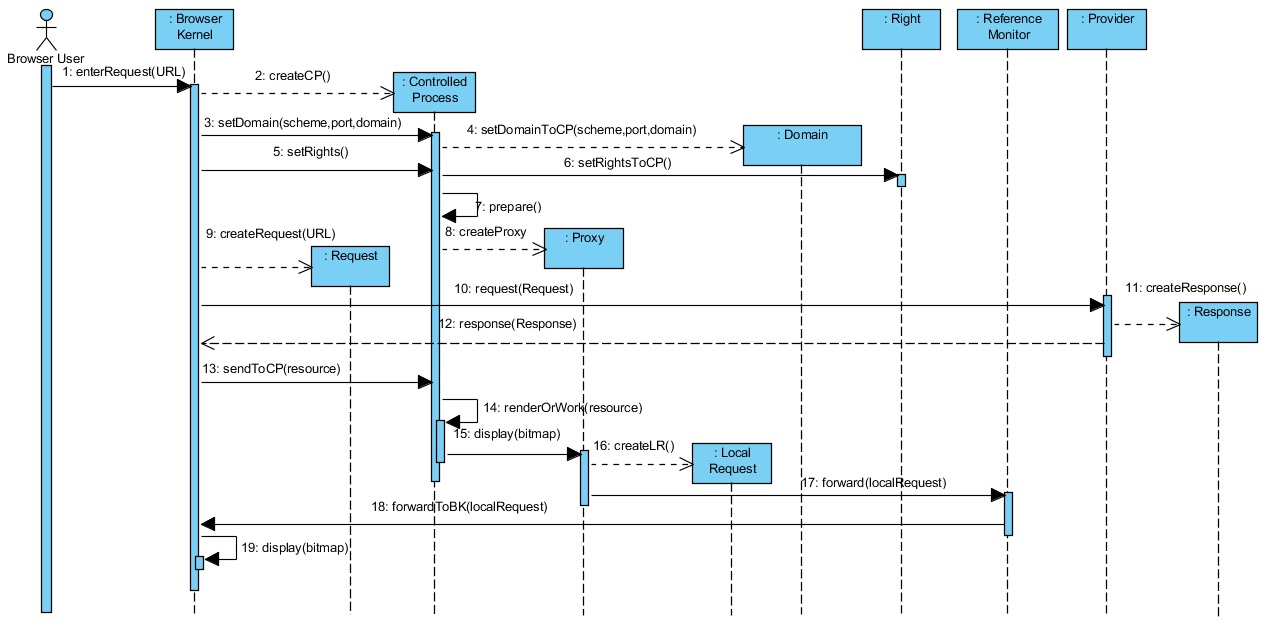 : Browser
Kernel
: Right
: Reference
Monitor
: Provider
Browser User
1: enterRequest(URL)
2: createCP()
: Controlled
Process
3: setDomain(scheme,port,domain)
4: setDomainToCP(scheme,port,domain)
: Domain
5: setRights()
6: setRightsToCP()
7: prepare()
9: createRequest(URL)
8: createProxy
: Proxy
: Request
10: request(Request)
11: createResponse()
: Response
12: response(Response)
13: sendToCP(resource)
14: renderOrWork(resource)
15: display(bitmap)
16: createLR()
: Local
Request
17: forward(localRequest)
18: forwardToBK(localRequest)
19: display(bitmap)